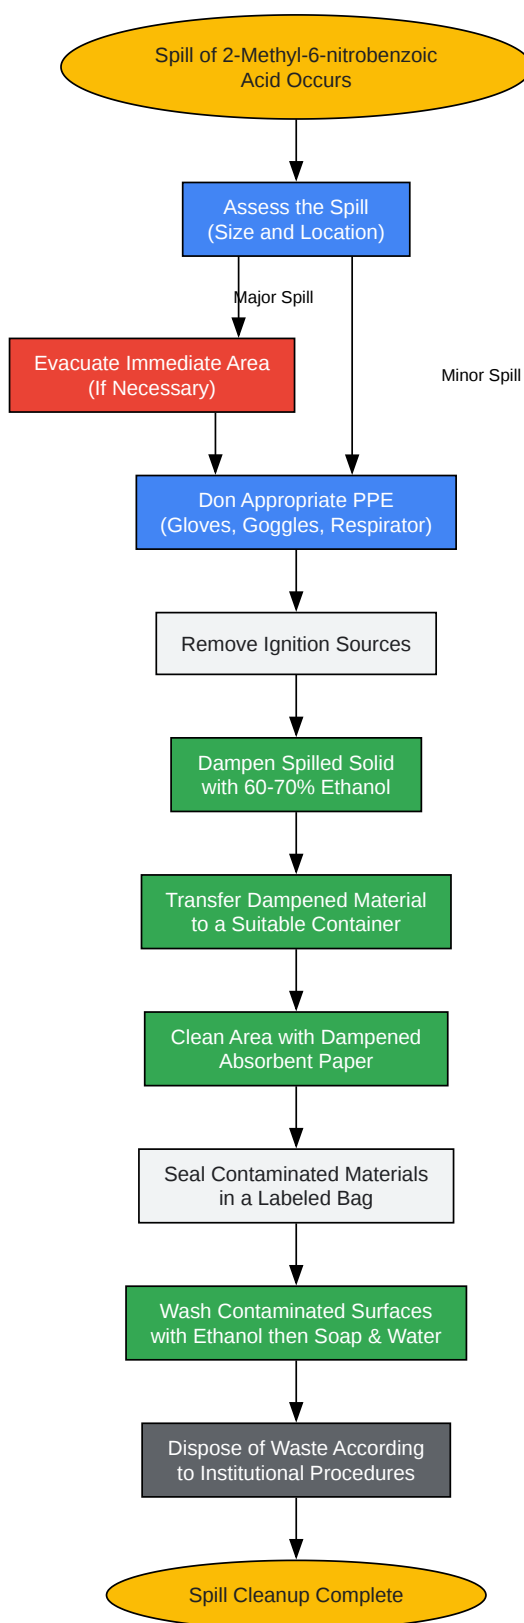 Spill of 2-Methyl-6-nitrobenzoic
Acid Occurs
Assess the Spill
(Size and Location)
Major Spill
Evacuate Immediate Area
(If Necessary)
Minor Spill
Don Appropriate PPE
(Gloves, Goggles, Respirator)
Remove Ignition Sources
Dampen Spilled Solid
with 60-70% Ethanol
Transfer Dampened Material
to a Suitable Container
Clean Area with Dampened
Absorbent Paper
Seal Contaminated Materials
in a Labeled Bag
Wash Contaminated Surfaces
with Ethanol then Soap & Water
Dispose of Waste According
to Institutional Procedures
Spill Cleanup Complete